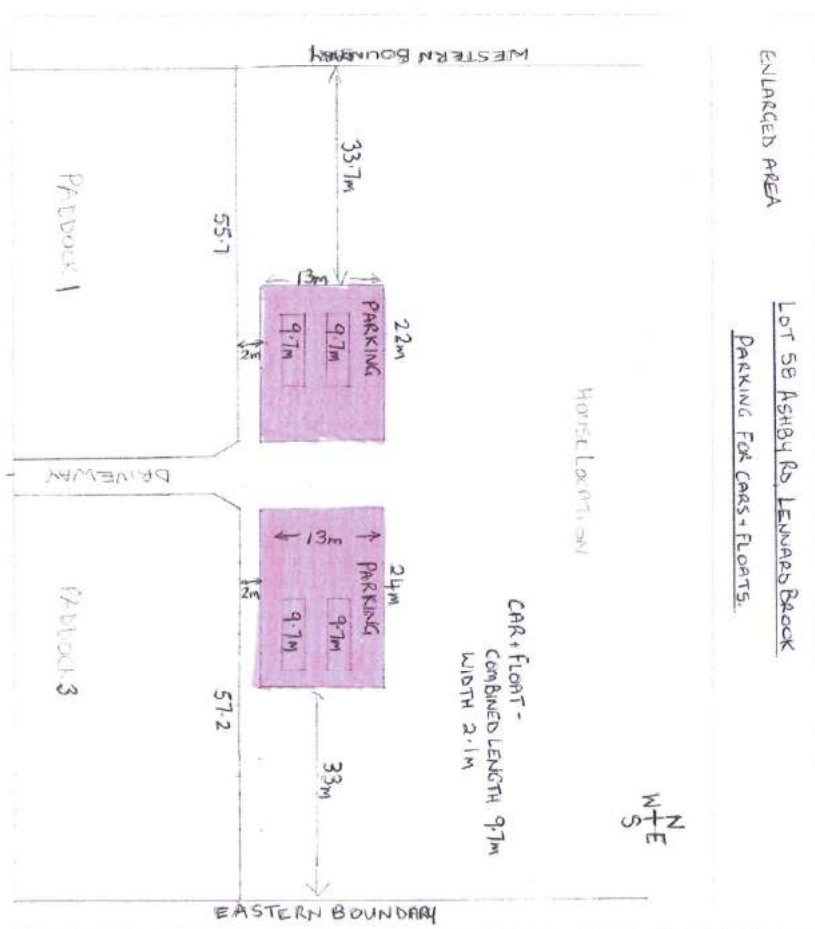 LOT 58 ASHBY RD, LENNARD BROOK
PARKING FOR CARS + FLOATS.
ENLARGED AREA
N
W E
S
HOUSE LOCATION
CAR + FLOAT -
COMBINED LENGTH 9.7m
WIDTH 2.1m
WESTERN BOUNDARY
33.7m
22m
13m
PARKING
9.7m
9.7m
2m
24m
13m
PARKING
9.7m
9.7m
2m
33m
EASTERN BOUNDARY
55.7
57.2
PADDOCK 1
DRIVEWAY
PADDOCK 3